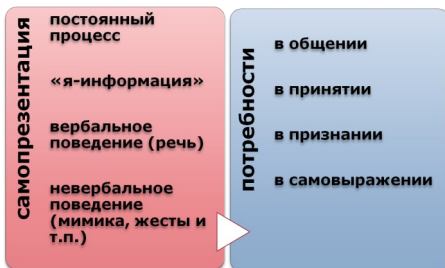 самопрезентация
постоянный
процесс
«я-информация»
вербальное
поведение (речь)
невербальное
поведение
(мимика, жесты и
т.п.)
потребности
в общении
в принятии
в признании
в самовыражении